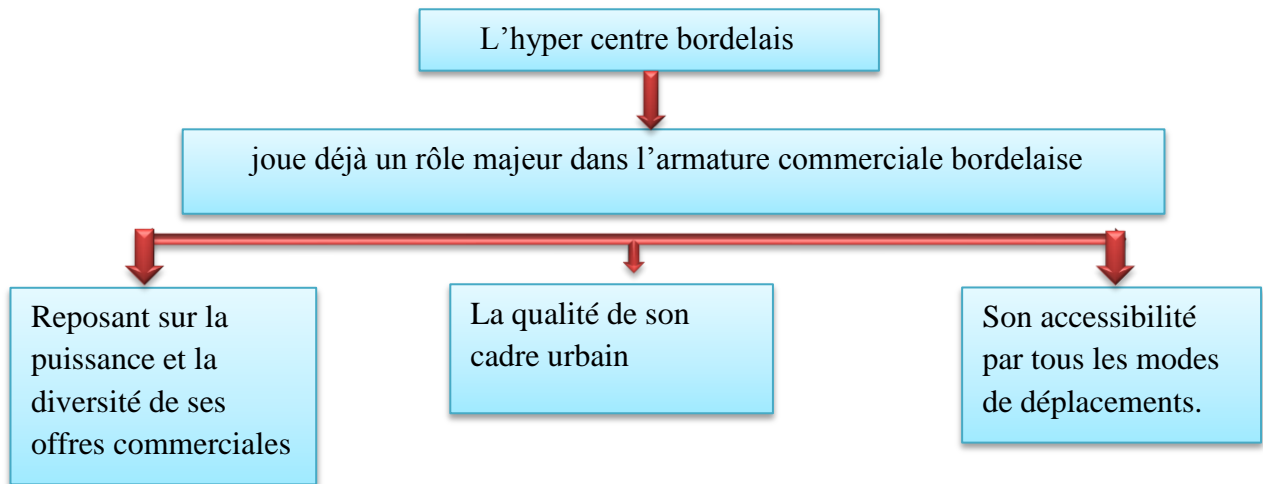 L’hyper centre bordelais
joue déjà un rôle majeur dans l’armature commerciale bordelaise
Reposant sur la
puissance et la
diversité de ses
offres commerciales
La qualité de son
cadre urbain
Son accessibilité
par tous les modes
de déplacements.